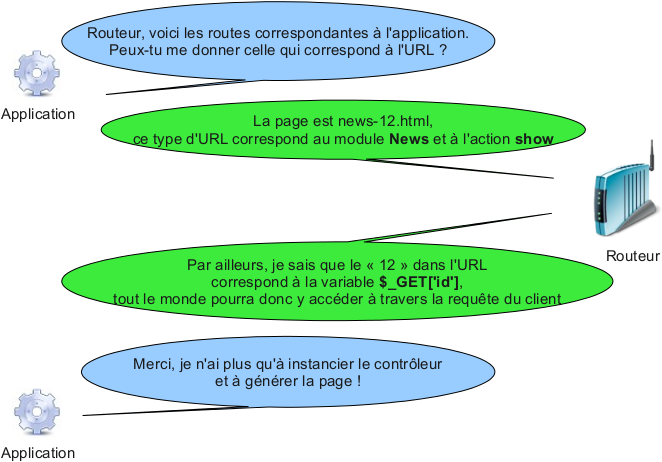 Routeur, voici les routes correspondantes à l'application.
Peux-tu me donner celle qui correspond à l'URL ?
Application
La page est news-12.html,
ce type d'URL correspond au module News et à l'action show
Routeur
Par ailleurs, je sais que le « 12 » dans l'URL
correspond à la variable $_GET['id'],
tout le monde pourra donc y accéder à travers la requête du client
Merci, je n'ai plus qu'à instancier le contrôleur
et à générer la page !
Application